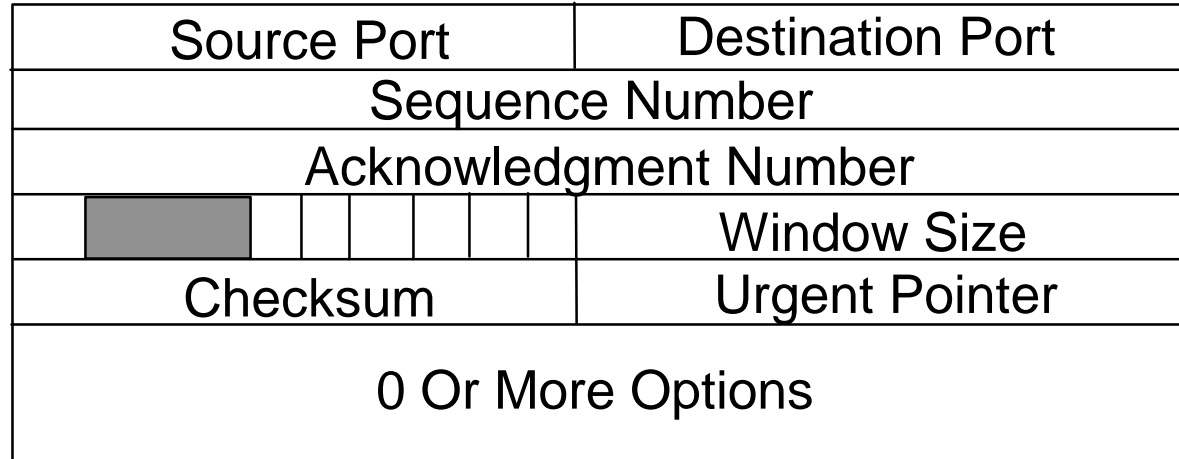 Source Port Destination Port
Sequence Number
Acknowledgment Number
Window Size
Checksum Urgent Pointer
0 Or More Options